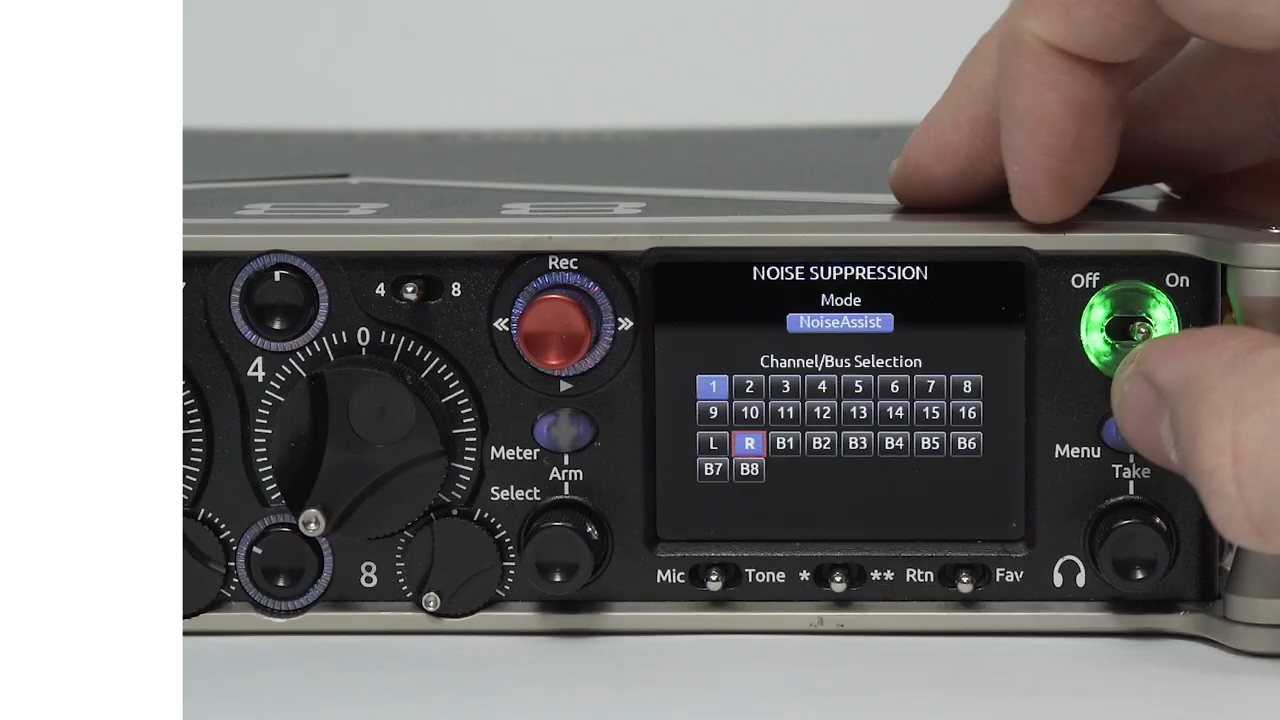 NOISE SUPPRESSION
Mode
NoiseAssist
Channel/Bus Selection
1 2 3 4 5 6 7 8
9 10 11 12 13 14 15 16
L R B1 B2 B3 B4 B5 B6
B7 B8
Rec
4 8
0
4
8
Meter
Arm
Select
Off On
Menu
Take
Mic Tone * ** Rtn Fav